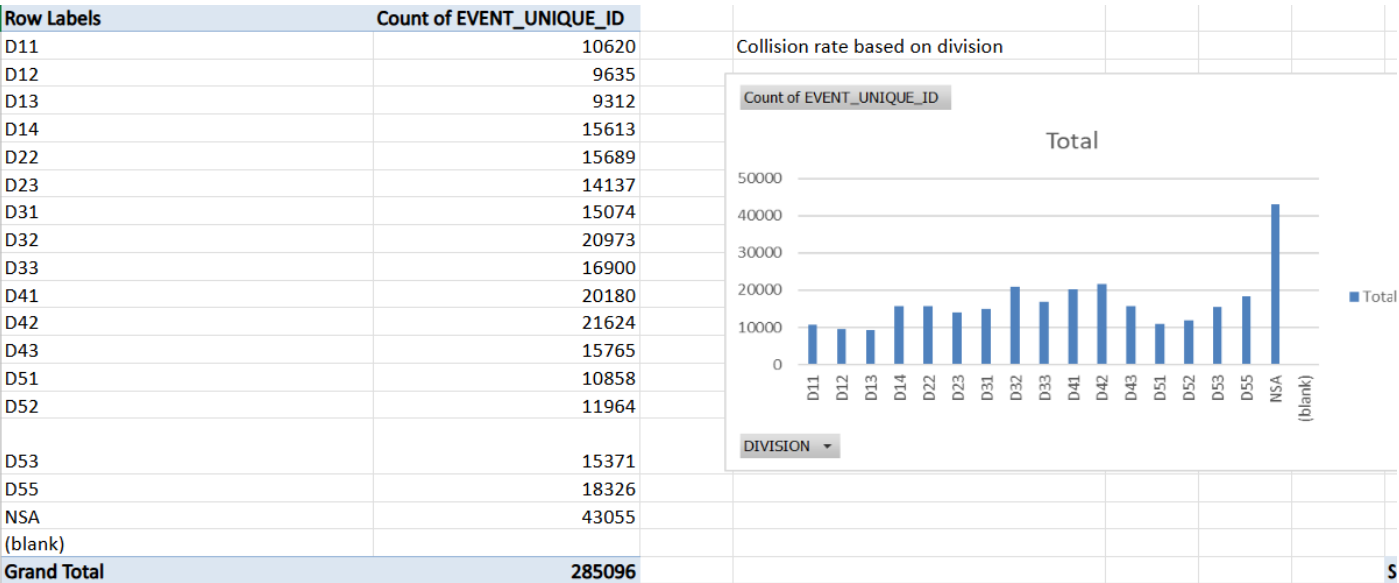 Row Labels Count of EVENT_UNIQUE_ID
D11 10620
D12 9635
D13 9312
D14 15613
D22 15689
D23 14137
D31 15074
D32 20973
D33 16900
D41 20180
D42 21624
D43 15765
D51 10858
D52 11964
D53 15371
D55 18326
NSA 43055
(blank)
Grand Total 285096
Collision rate based on division
Count of EVENT_UNIQUE_ID
Total
50000
40000
30000
20000
10000
0
D11 D12 D13 D14 D22 D23 D31 D32 D33 D41 D42 D43 D51 D52 D53 D55 NSA (blank)
Total
DIVISION
S